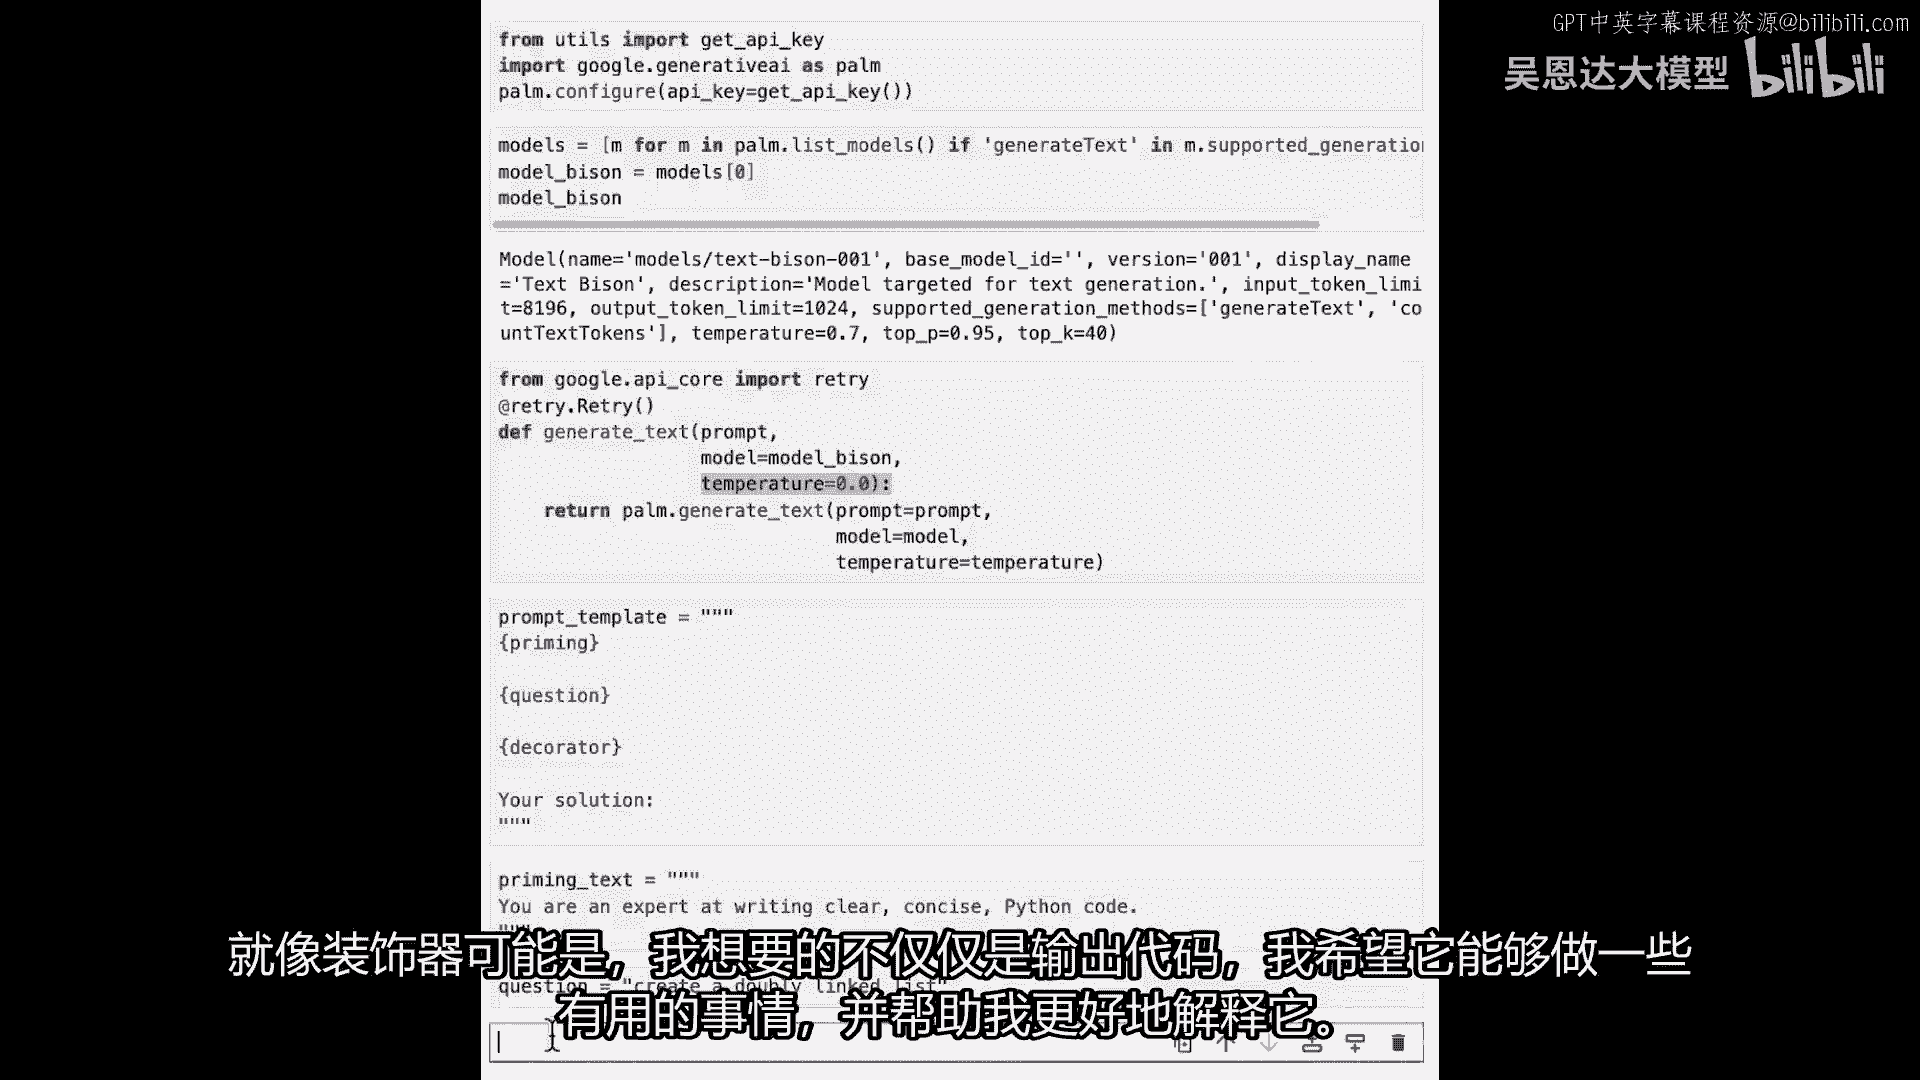 GPT中英字幕课程资源@bilibili.com
吴恩达大模型 bilibili
from utils import get_api_key
import google.generativeai as palm
palm.configure(api_key=get_api_key())
models = [m for m in palm.list_models() if 'generateText' in m.supported_generation
model_bison = models[0]
model_bison
Model(name='models/text-bison-001', base_model_id='', version='001', display_name
='Text Bison', description='Model targeted for text generation.', input_token_limi
t=8196, output_token_limit=1024, supported_generation_methods=['generateText', 'co
untTextTokens'], temperature=0.7, top_p=0.95, top_k=40)
from google.api_core import retry
@retry.Retry()
def generate_text(prompt,
model=model_bison,
temperature=0.0):
return palm.generate_text(prompt=prompt,
model=model,
temperature=temperature)
prompt_template = """
{priming}
{question}
{decorator}
Your solution:
"""
priming_text = """
You are an expert at writing clear, concise, Python code.
"""
question = "create a doubly linked list"
就像装饰器可能是，我想要的不仅仅是输出代码，我希望它能够做一些
有用的事情，并帮助我更好地解释它。